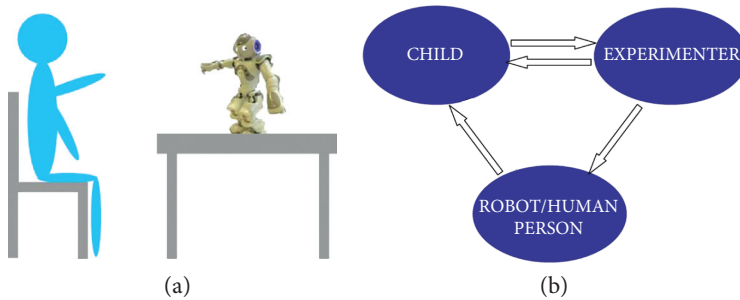 CHILD
EXPERIMENTER
ROBOT/HUMAN
PERSON
(a)
(b)